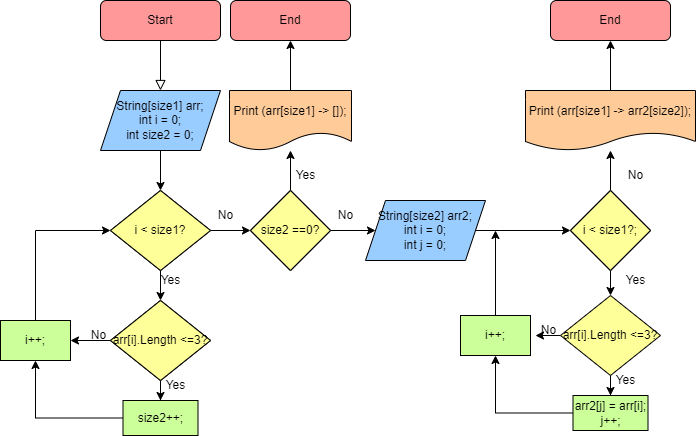 Start
End
End
String[size1] arr;
int i = 0;
int size2 = 0;
Print (arr[size1] -> []);
Print (arr[size1] -> arr2[size2]);
Yes
No
i < size1?
No
size2 ==0?
No
String[size2] arr2;
int i = 0;
int j = 0;
i < size1?;
Yes
Yes
i++;
No
arr[i].Length <=3?
i++;
No
arr[i].Length <=3?
Yes
Yes
size2++;
arr2[j] = arr[i];
j++;